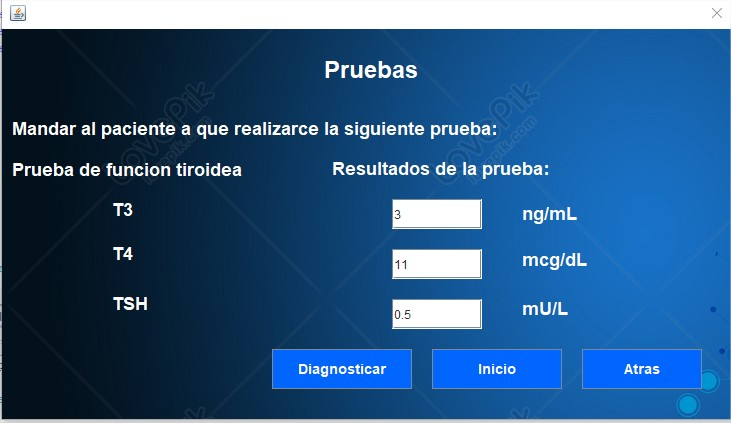 Pruebas
Mandar al paciente a que realizarce la siguiente prueba:
Prueba de funcion tiroidea Resultados de la prueba:
T3 3 ng/mL
T4 11 mcg/dL
TSH 0.5 mU/L
Diagnosticar Inicio Atras